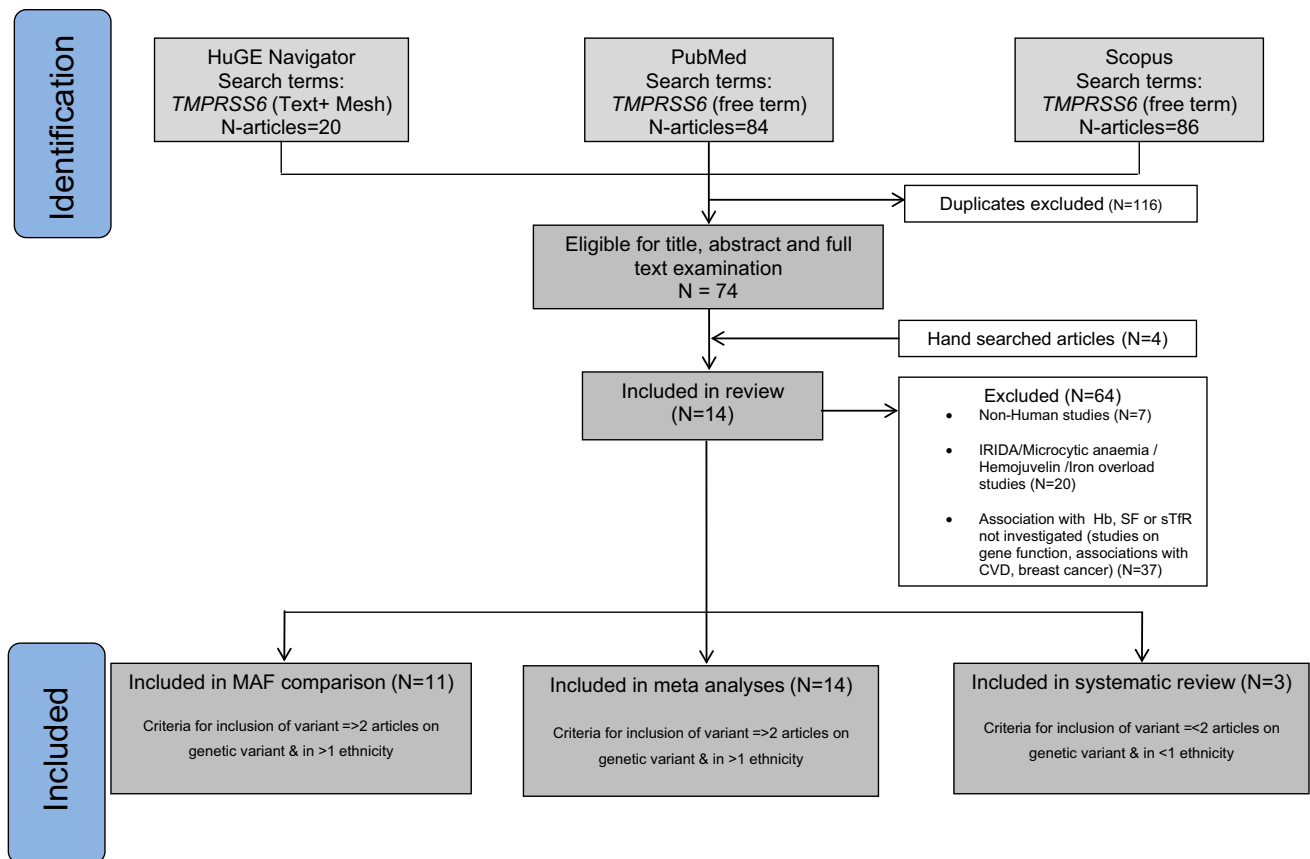 Identification
HuGE Navigator
Search terms:
TMPRSS6 (Text+ Mesh)
N-articles=20
PubMed
Search terms:
TMPRSS6 (free term)
N-articles=84
Scopus
Search terms:
TMPRSS6 (free term)
N-articles=86
Duplicates excluded (N=116)
Eligible for title, abstract and full
text examination
N = 74
Hand searched articles (N=4)
Included in review
(N=14)
Excluded (N=64)
• Non-Human studies (N=7)
• IRIDA/Microcytic anaemia /
Hemojuvelin /Iron overload
studies (N=20)
• Association with Hb, SF or sTfR
not investigated (studies on
gene function, associations with
CVD, breast cancer) (N=37)
Included
Included in MAF comparison (N=11)
Criteria for inclusion of variant =>2 articles on
genetic variant & in >1 ethnicity
Included in meta analyses (N=14)
Criteria for inclusion of variant =>2 articles on
genetic variant & in >1 ethnicity
Included in systematic review (N=3)
Criteria for inclusion of variant =<2 articles on
genetic variant & in <1 ethnicity